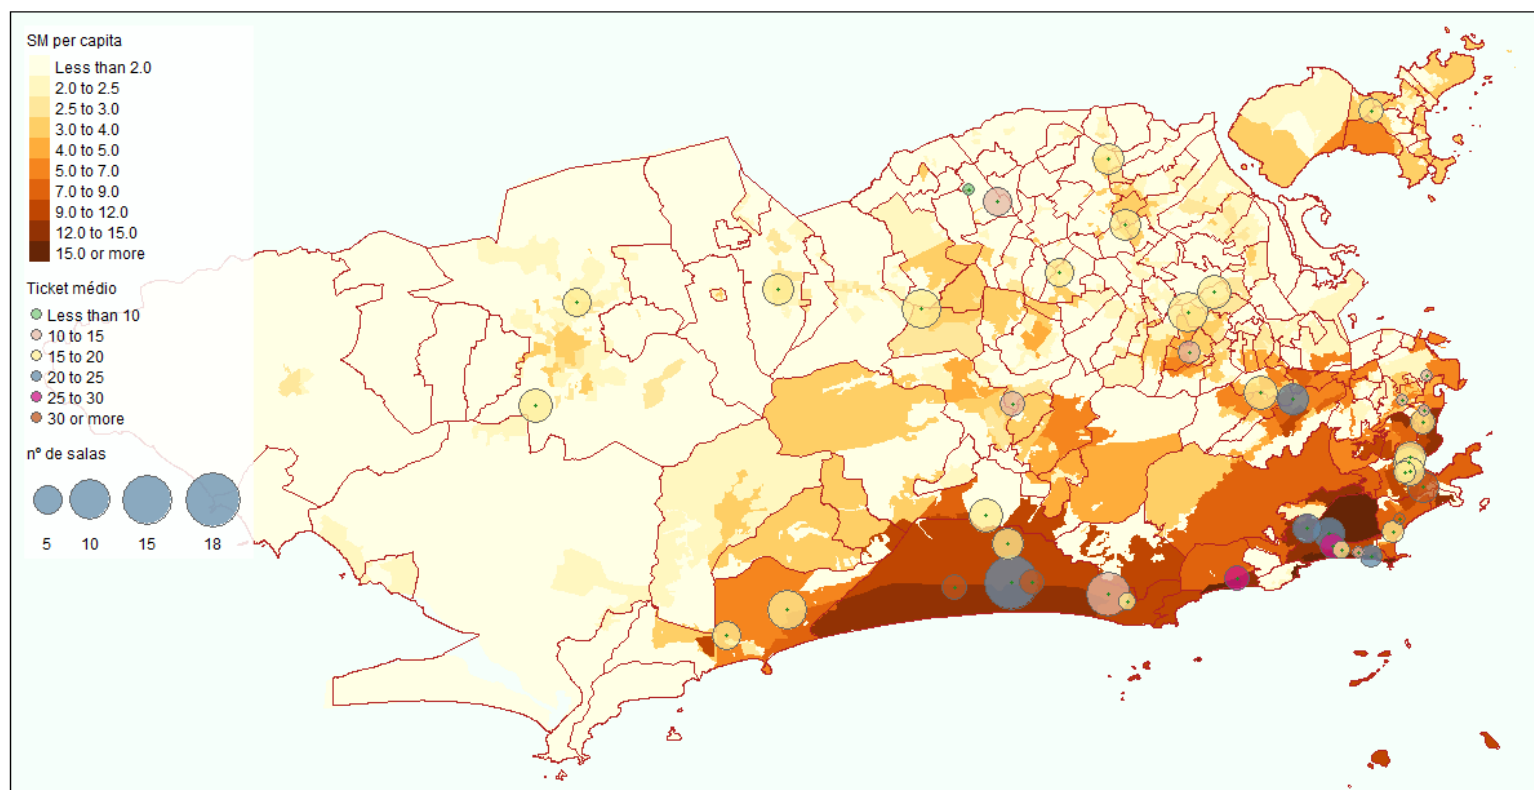 SM per capita
Less than 2.0
2.0 to 2.5
2.5 to 3.0
3.0 to 4.0
4.0 to 5.0
5.0 to 7.0
7.0 to 9.0
9.0 to 12.0
12.0 to 15.0
15.0 or more
Ticket médio
Less than 10
10 to 15
15 to 20
20 to 25
25 to 30
30 or more
nº de salas
5 10 15 18